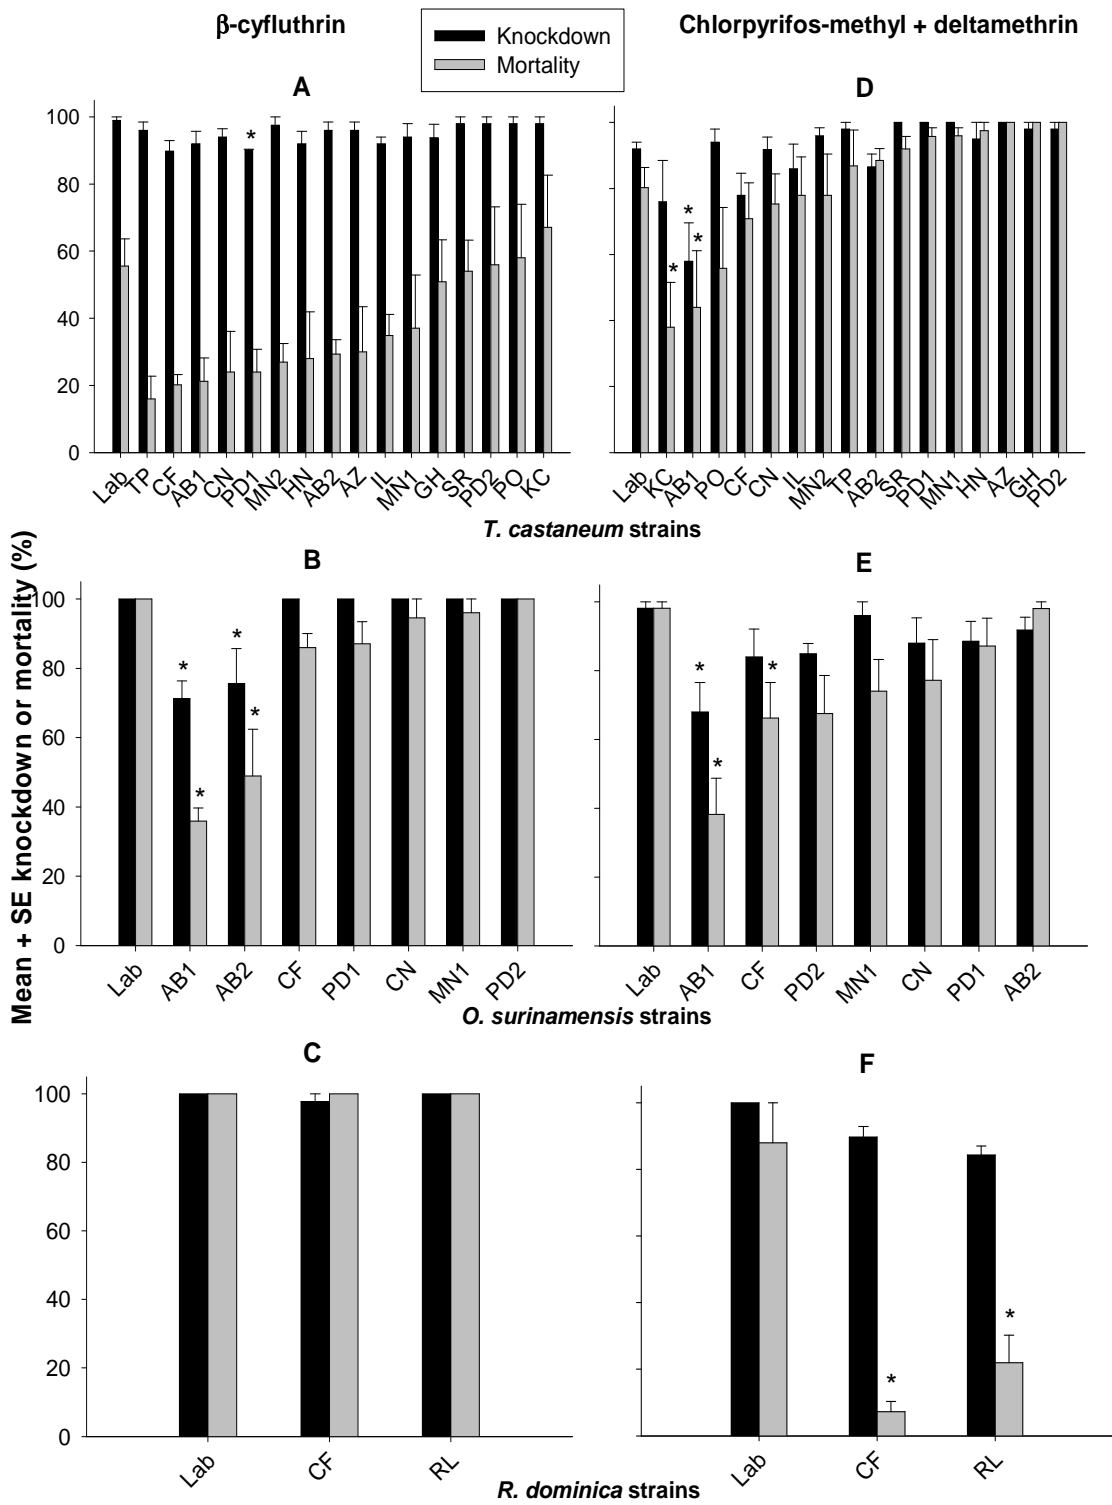 β-cyfluthrin
Chlorpyrifos-methyl + deltamethrin
Knockdown
Mortality
Mean + SE knockdown or mortality (%)
A
100
80
60
40
20
0
*
Lab TP CF AB1 CN PD1 MN2 HN AB2 AZ IL MN1 GH SR PD2 PO KC
D
* * *
Lab KC AB1 PO CF CN IL MN2 TP AB2 SR PD1 MN1 HN AZ GH PD2
T. castaneum strains
B
100
80
60
40
20
0
* * * *
Lab AB1 AB2 CF PD1 CN MN1 PD2
E
* * *
Lab AB1 CF PD2 MN1 CN PD1 AB2
O. surinamensis strains
C
100
80
60
40
20
0
Lab CF RL
F
* *
Lab CF RL
R. dominica strains